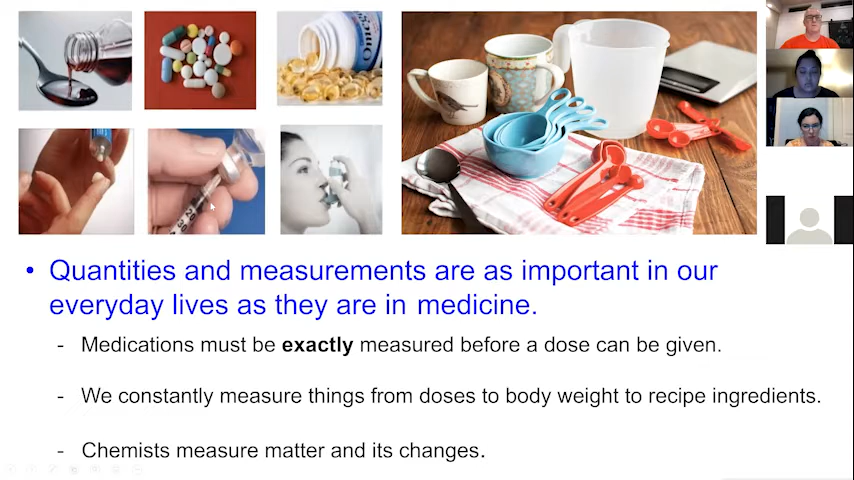 Omeg
• Quantities and measurements are as important in our
everyday lives as they are in medicine.
- Medications must be exactly measured before a dose can be given.
- We constantly measure things from doses to body weight to recipe ingredients.
- Chemists measure matter and its changes.